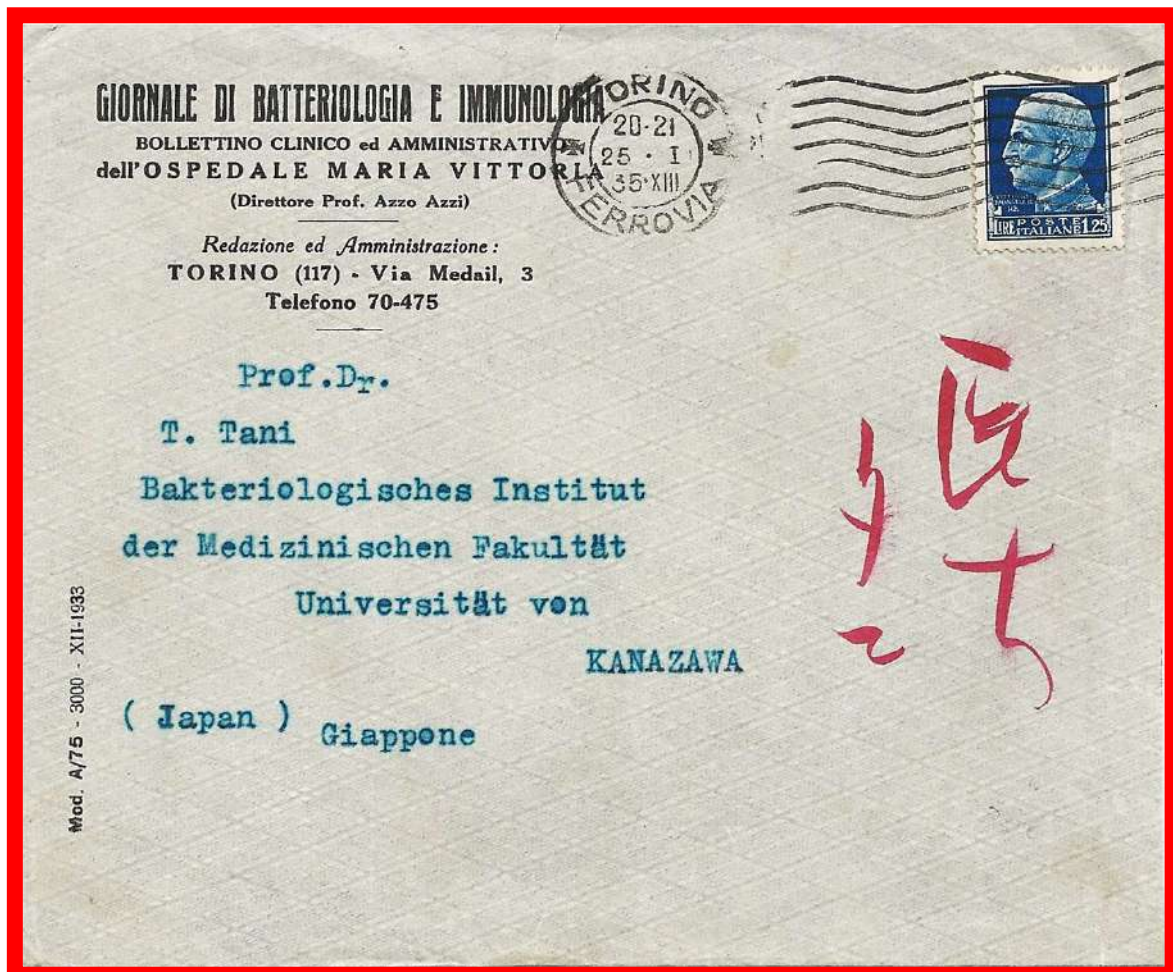 GIORNALE DI BATTERIOLOGIA E IMMUNOLOGIA
BOLLETTINO CLINICO ed AMMINISTRATIVO
dell'OSPEDALE MARIA VITTORIA
(Direttore Prof. Azzo Azzi)
Redazione ed Amministrazione:
TORINO (117) - Via Medail, 3
Telefono 70-475
TORINO
20-21
25 · I
35·XIII
FERROVIA
POSTE
LIRE ITALIANE 1.25
Prof.Dr.
T. Tani
Bakteriologisches Institut
der Medizinischen Fakultät
Universität von
KANAZAWA
( Japan ) Giappone
Mod. A/75 - 3000 - XII-1933